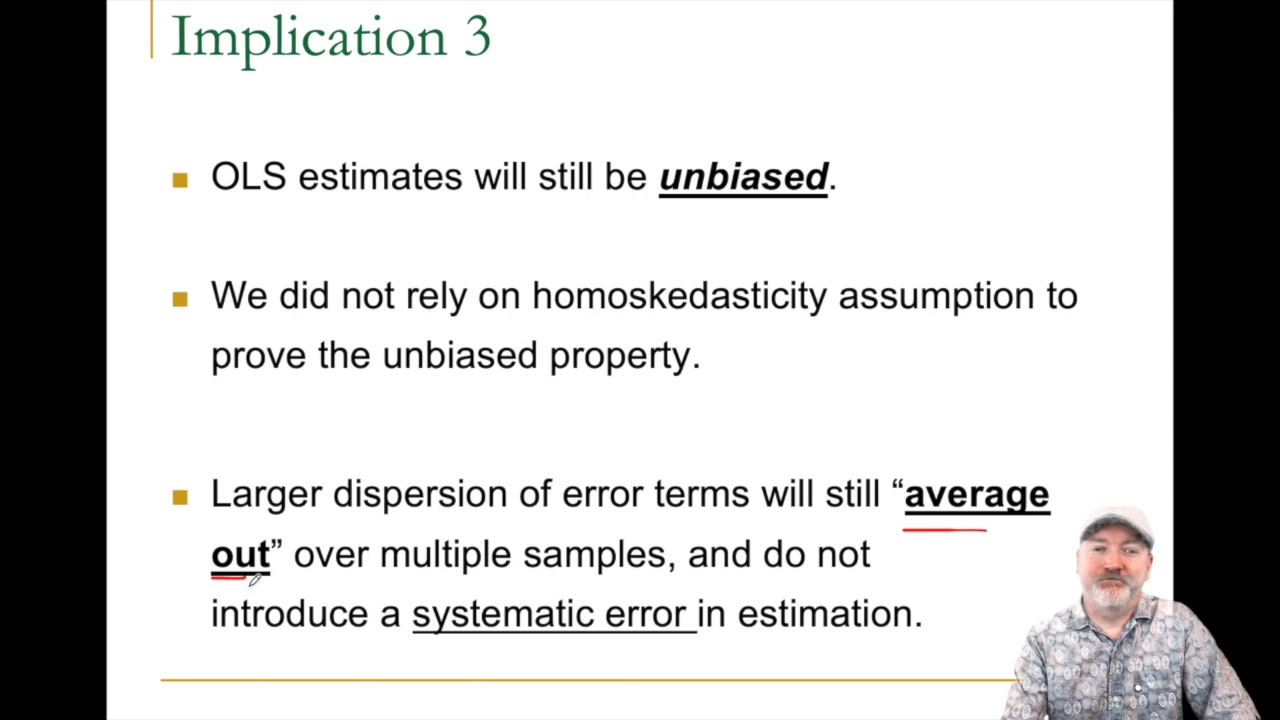 Implication 3
OLS estimates will still be unbiased.
We did not rely on homoskedasticity assumption to
prove the unbiased property.
Larger dispersion of error terms will still “average
out” over multiple samples, and do not
introduce a systematic error in estimation.